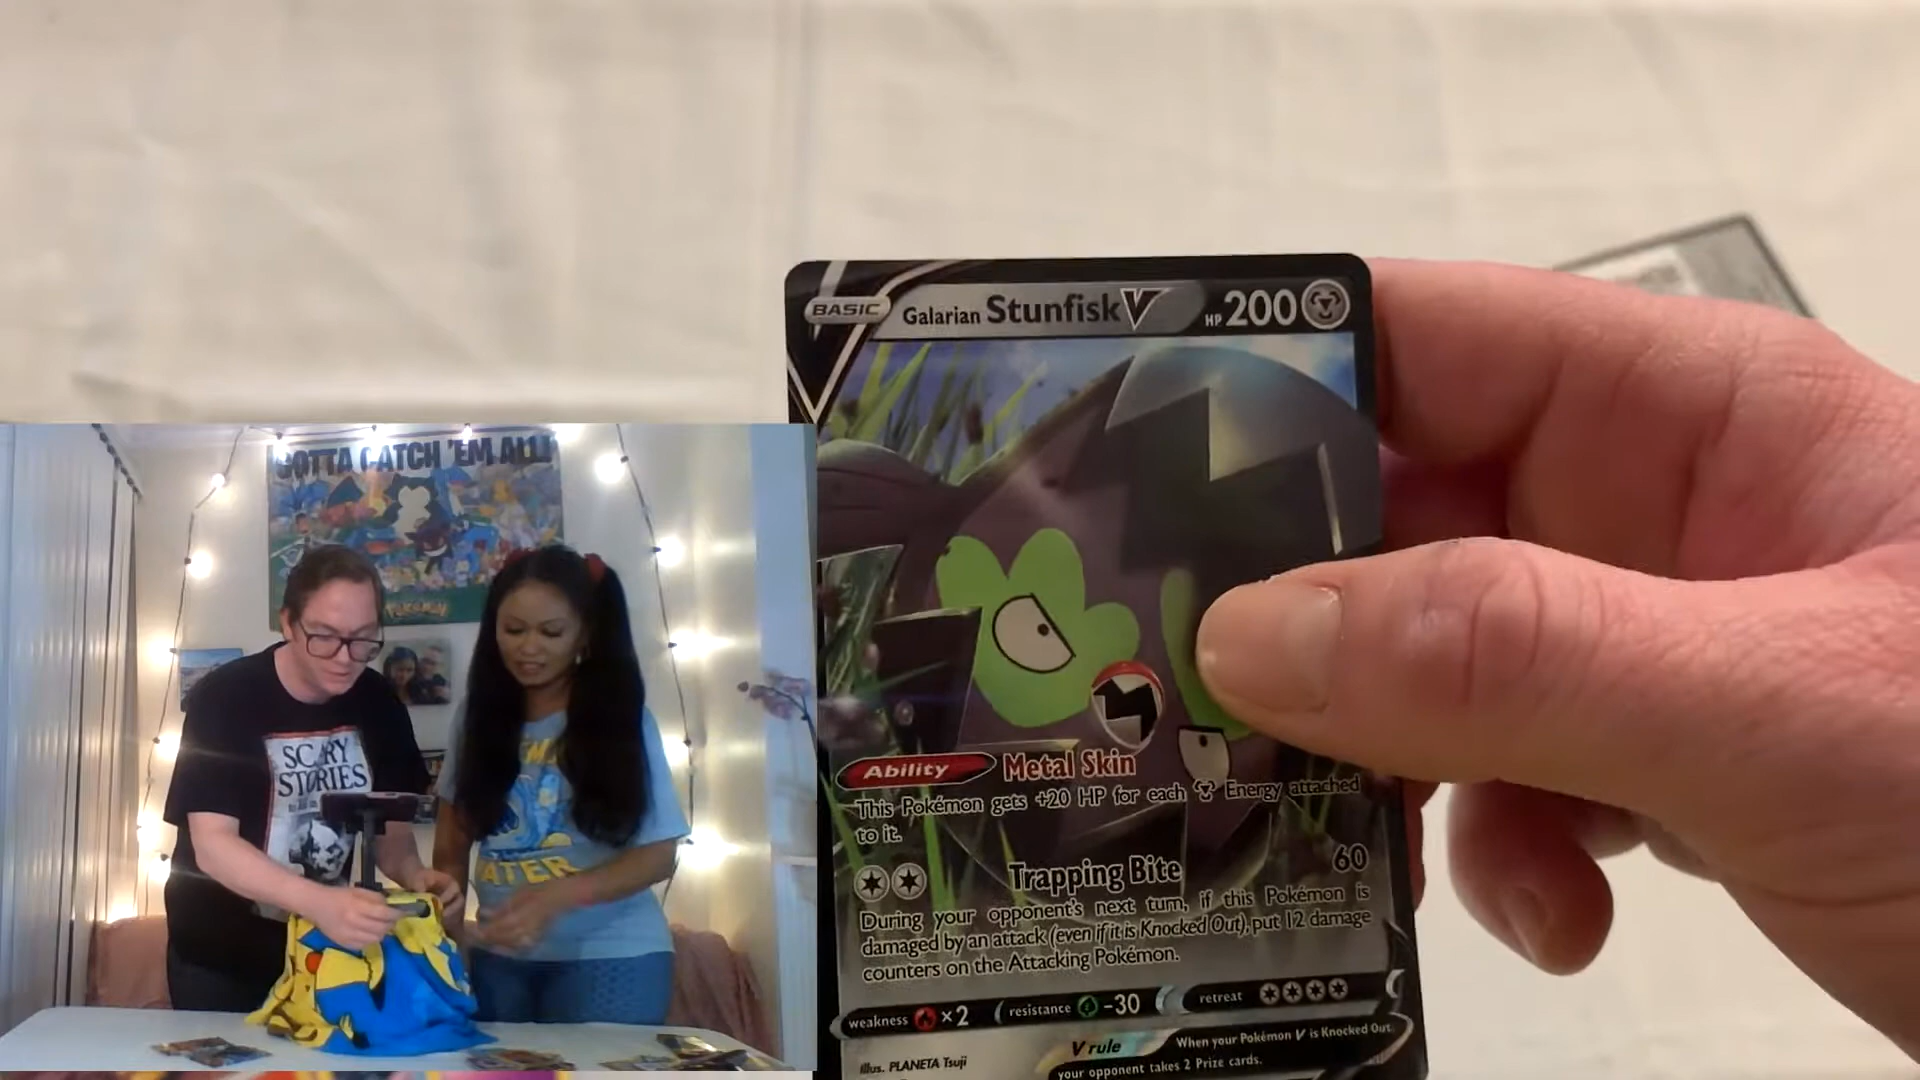 BASIC Galarian Stunfisk V HP 200
GOTTA CATCH 'EM ALL!
POKéMON
SCARY
STORIES
WATER
Ability Metal Skin
This Pokémon gets +20 HP for each Energy attached
to it.
Trapping Bite 60
During your opponent's next turn, if this Pokémon is
damaged by an attack (even if it is Knocked Out), put 12 damage
counters on the Attacking Pokémon.
weakness ×2 resistance -30 retreat
V rule When your Pokémon V is Knocked Out,
your opponent takes 2 Prize cards.
Illus. PLANETA Tsuji